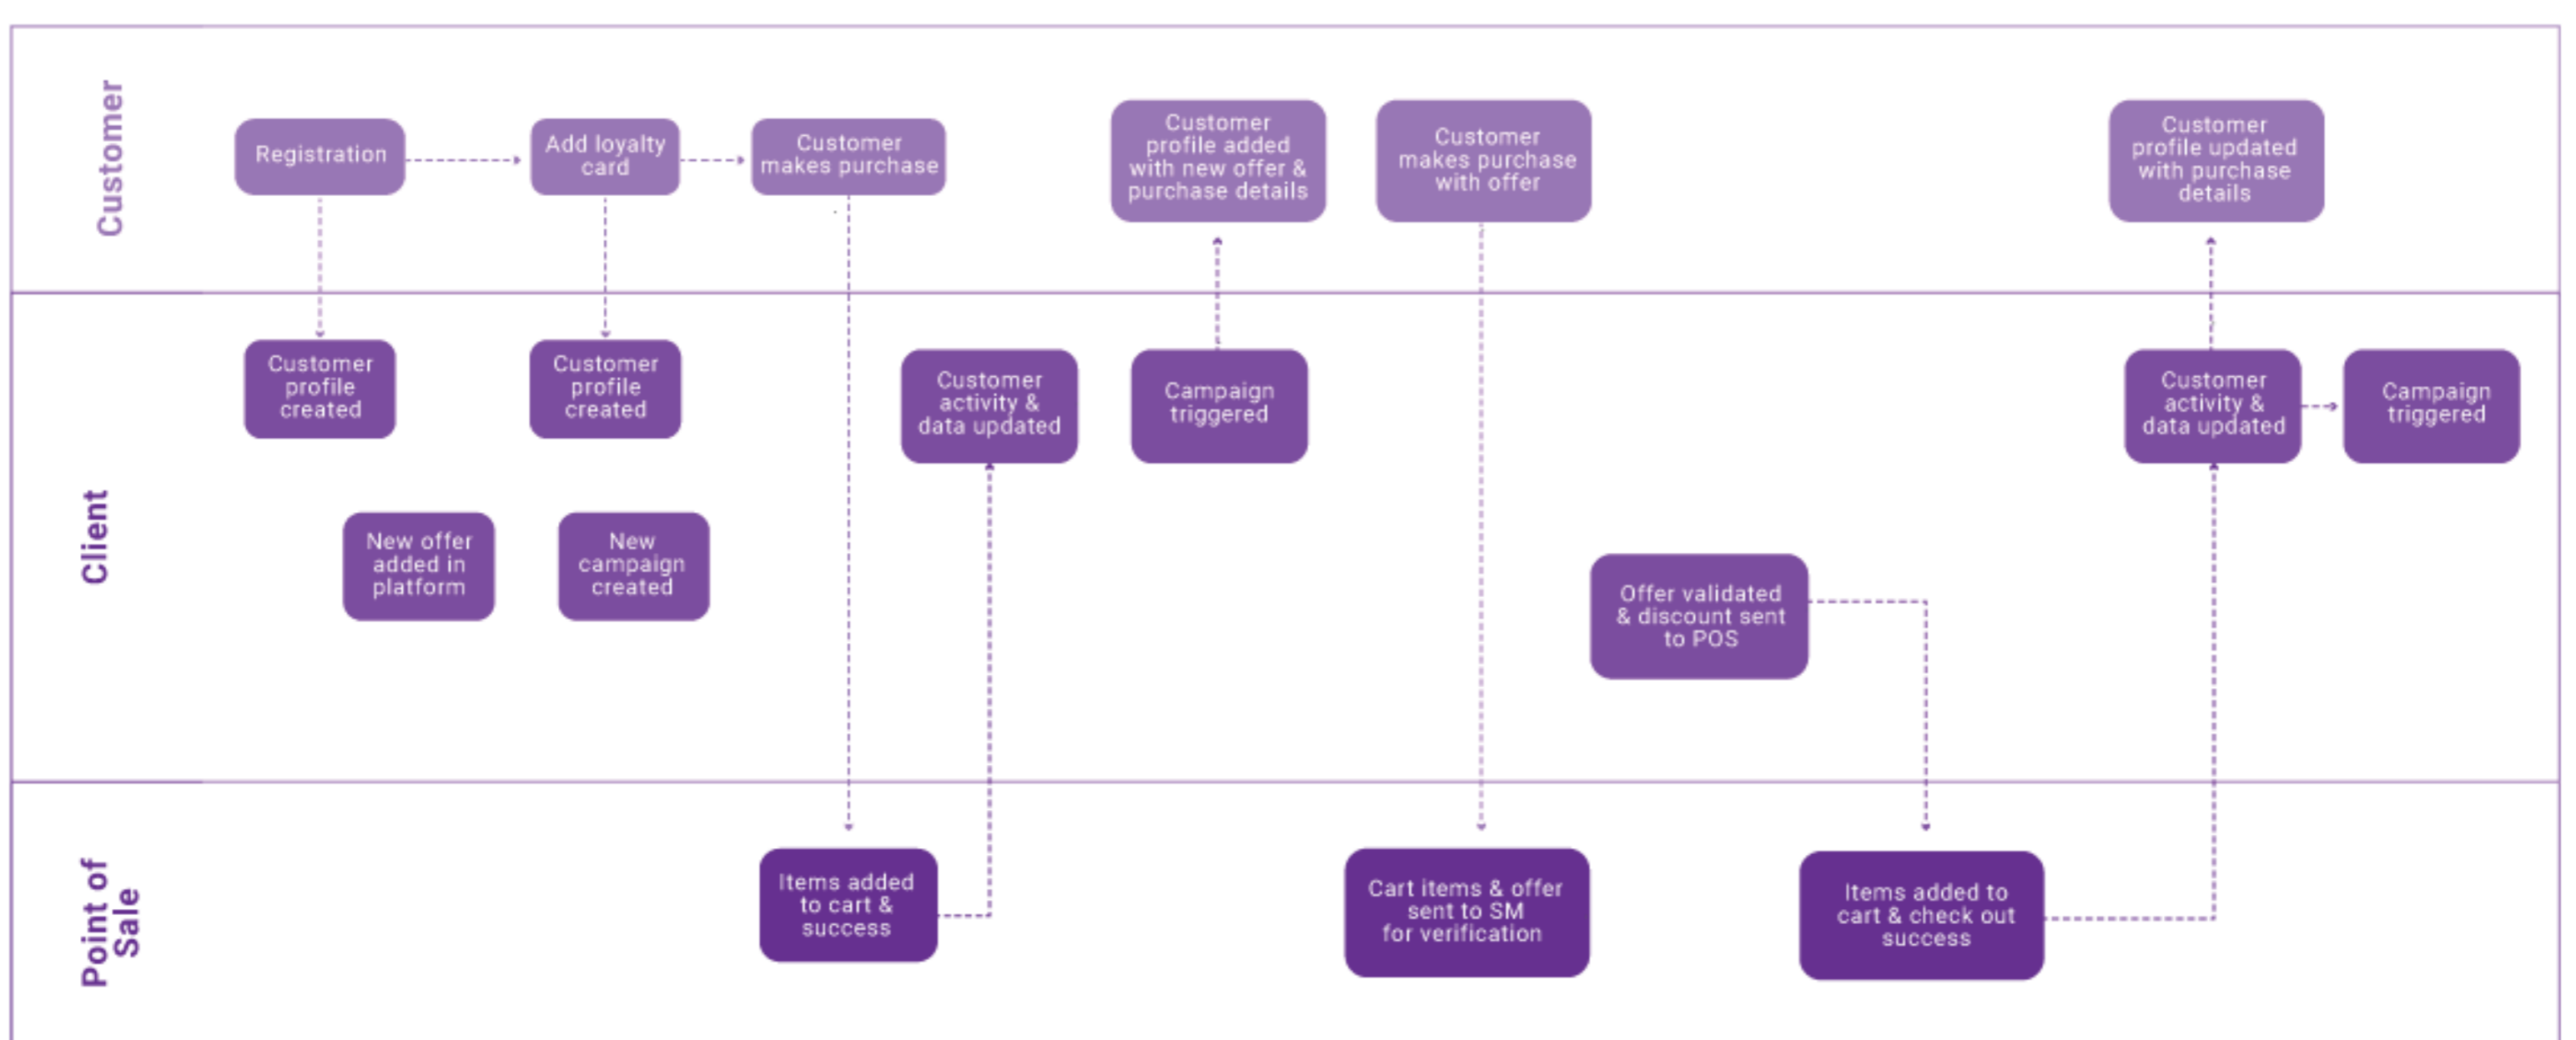 Customer
Registration
Add loyalty
card
Customer
makes purchase
Customer
profile added
with new offer &
purchase details
Customer
makes purchase
with offer
Customer
profile updated
with purchase
details
Client
Customer
profile
created
Customer
profile
created
Customer
activity &
data updated
Campaign
triggered
Customer
activity &
data updated
Campaign
triggered
New offer
added in
platform
New
campaign
created
Offer validated
& discount sent
to POS
Point of
Sale
Items added
to cart &
success
Cart items & offer
sent to SM
for verification
Items added to
cart & check out
success